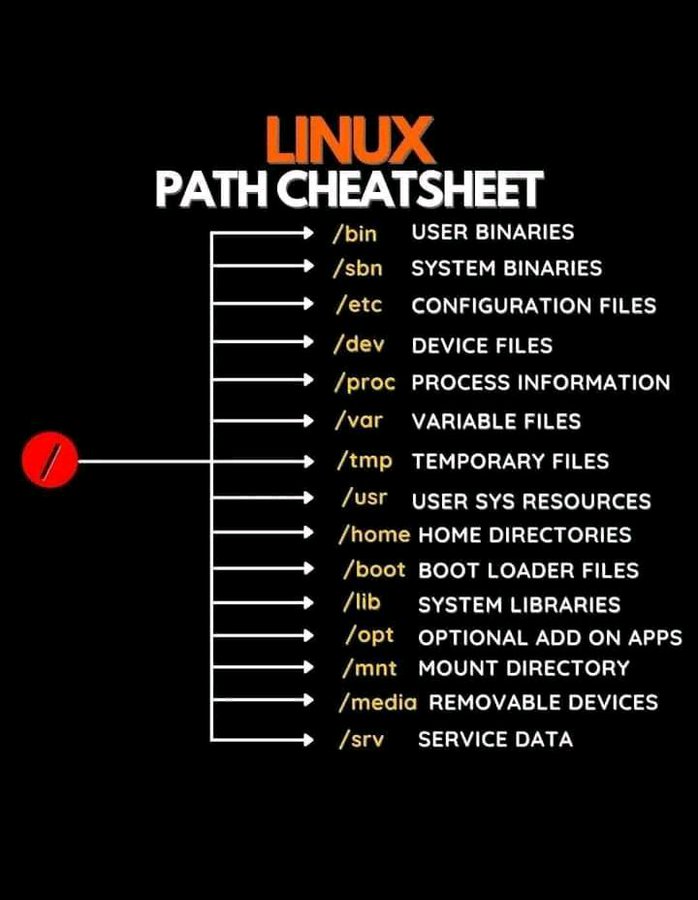 LINUX
PATH CHEATSHEET
/bin USER BINARIES
/sbn SYSTEM BINARIES
/etc CONFIGURATION FILES
/dev DEVICE FILES
/proc PROCESS INFORMATION
/var VARIABLE FILES
/ /tmp TEMPORARY FILES
/usr USER SYS RESOURCES
/home HOME DIRECTORIES
/boot BOOT LOADER FILES
/lib SYSTEM LIBRARIES
/opt OPTIONAL ADD ON APPS
/mnt MOUNT DIRECTORY
/media REMOVABLE DEVICES
/srv SERVICE DATA